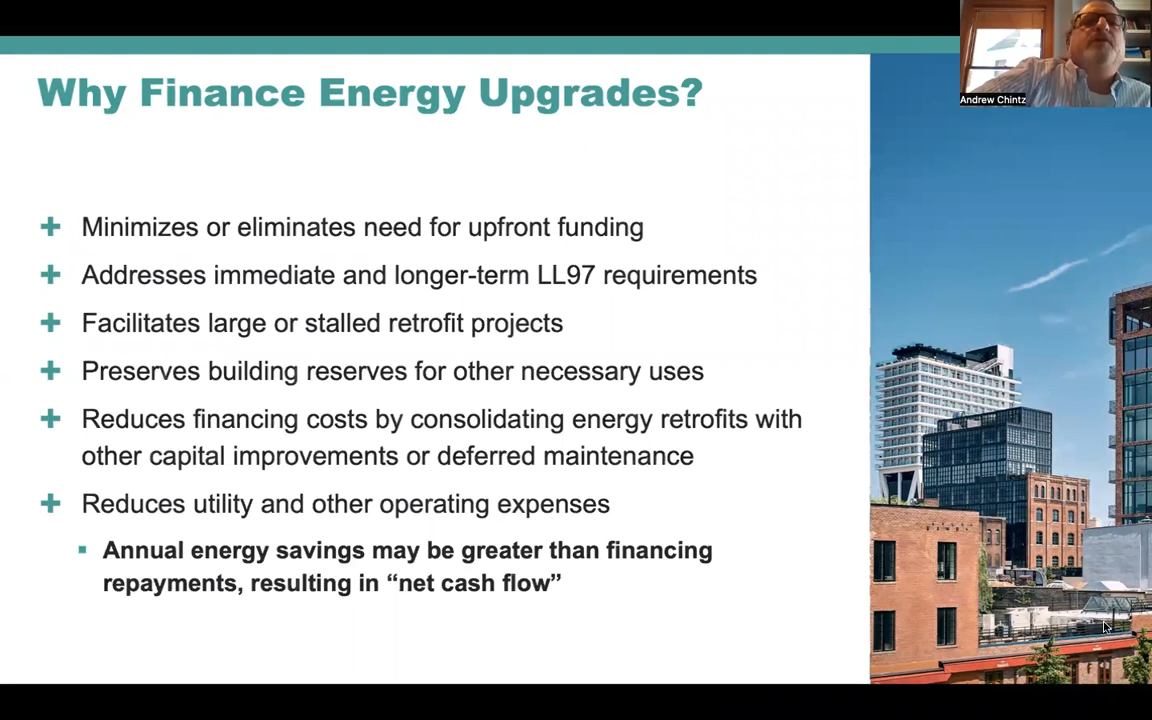 Why Finance Energy Upgrades?
Andrew Chintz
Minimizes or eliminates need for upfront funding
Addresses immediate and longer-term LL97 requirements
Facilitates large or stalled retrofit projects
Preserves building reserves for other necessary uses
Reduces financing costs by consolidating energy retrofits with
other capital improvements or deferred maintenance
Reduces utility and other operating expenses
Annual energy savings may be greater than financing
repayments, resulting in “net cash flow”